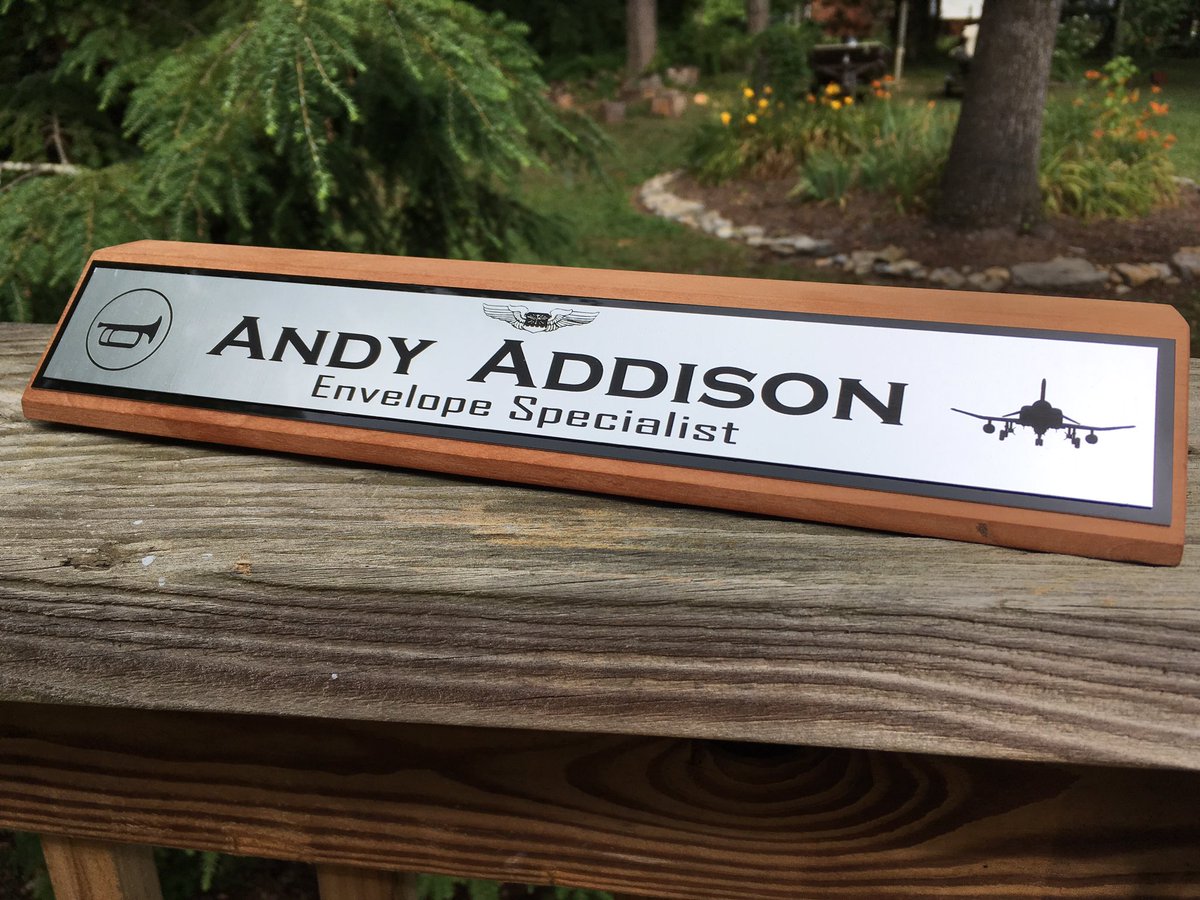 Andy Addison
Envelope Specialist